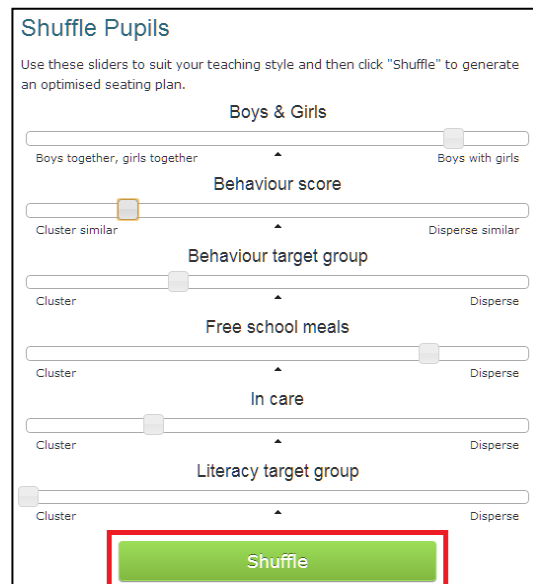 Shuffle Pupils
Use these sliders to suit your teaching style and then click "Shuffle" to generate
an optimised seating plan.
Boys & Girls
Boys together, girls together Boys with girls
Behaviour score
Cluster similar Disperse similar
Behaviour target group
Cluster Disperse
Free school meals
Cluster Disperse
In care
Cluster Disperse
Literacy target group
Cluster Disperse
Shuffle